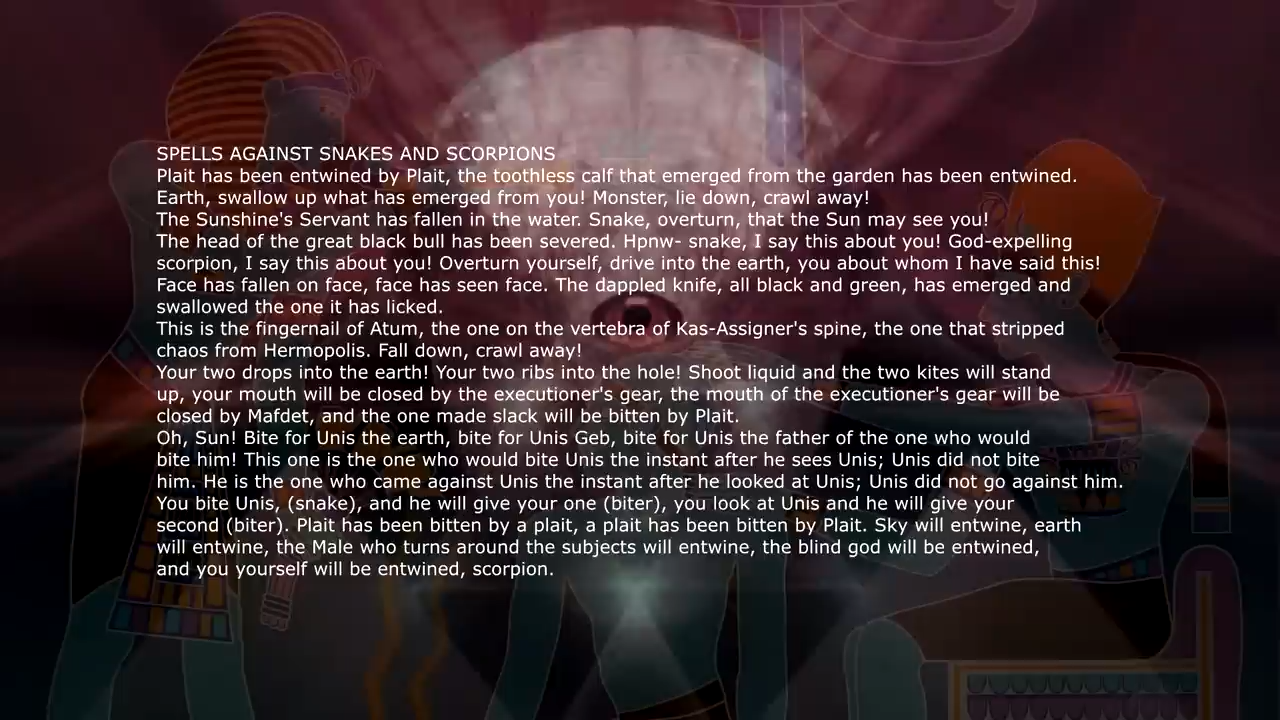 SPELLS AGAINST SNAKES AND SCORPIONS
Plait has been entwined by Plait, the toothless calf that emerged from the garden has been entwined.
Earth, swallow up what has emerged from you! Monster, lie down, crawl away!
The Sunshine's Servant has fallen in the water. Snake, overturn, that the Sun may see you!
The head of the great black bull has been severed. Hpnw- snake, I say this about you! God-expelling
scorpion, I say this about you! Overturn yourself, drive into the earth, you about whom I have said this!
Face has fallen on face, face has seen face. The dappled knife, all black and green, has emerged and
swallowed the one it has licked.
This is the fingernail of Atum, the one on the vertebra of Kas-Assigner's spine, the one that stripped
chaos from Hermopolis. Fall down, crawl away!
Your two drops into the earth! Your two ribs into the hole! Shoot liquid and the two kites will stand
up, your mouth will be closed by the executioner's gear, the mouth of the executioner's gear will be
closed by Mafdet, and the one made slack will be bitten by Plait.
Oh, Sun! Bite for Unis the earth, bite for Unis Geb, bite for Unis the father of the one who would
bite him! This one is the one who would bite Unis the instant after he sees Unis; Unis did not bite
him. He is the one who came against Unis the instant after he looked at Unis; Unis did not go against him.
You bite Unis, (snake), and he will give your one (biter), you look at Unis and he will give your
second (biter). Plait has been bitten by a plait, a plait has been bitten by Plait. Sky will entwine, earth
will entwine, the Male who turns around the subjects will entwine, the blind god will be entwined,
and you yourself will be entwined, scorpion.